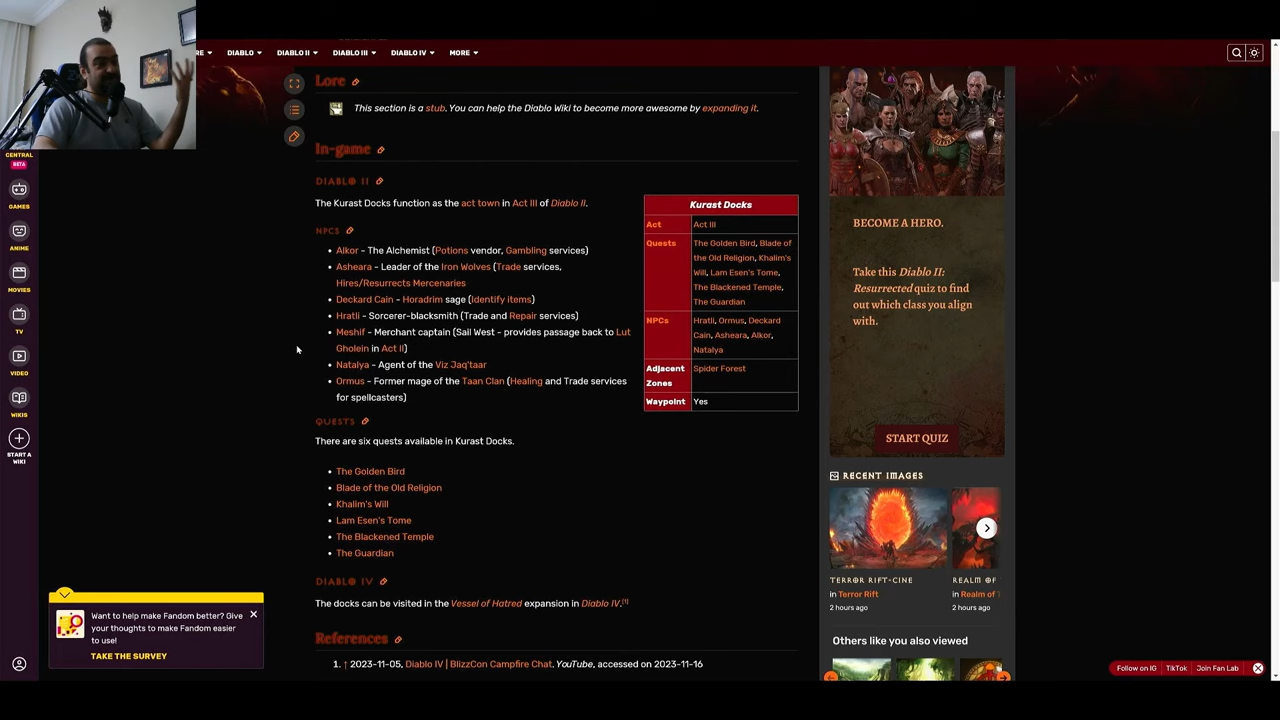 RE
DIABLO
DIABLO II
DIABLO III
DIABLO IV
MORE
CENTRAL
BETA
GAMES
ANIME
MOVIES
TV
VIDEO
WIKIS
START A
WIKI
Lore
This section is a stub. You can help the Diablo Wiki to become more awesome by expanding it.
In-game
DIABLO II
The Kurast Docks function as the act town in Act III of Diablo II.
NPCS
• Alkor - The Alchemist (Potions vendor, Gambling services)
• Asheara - Leader of the Iron Wolves (Trade services,
Hires/Resurrects Mercenaries
• Deckard Cain - Horadrim sage (Identify items)
• Hratli - Sorcerer-blacksmith (Trade and Repair services)
• Meshif - Merchant captain (Sail West - provides passage back to Lut
Gholein in Act II)
• Natalya - Agent of the Viz Jaq'taar
• Ormus - Former mage of the Taan Clan (Healing and Trade services
for spellcasters)
Kurast Docks
Act
Act III
Quests
The Golden Bird, Blade of
the Old Religion, Khalim's
Will, Lam Esen's Tome,
The Blackened Temple,
The Guardian
NPCs
Hratli, Ormus, Deckard
Cain, Asheara, Alkor,
Natalya
Adjacent
Zones
Spider Forest
Waypoint
Yes
QUESTS
There are six quests available in Kurast Docks.
• The Golden Bird
• Blade of the Old Religion
• Khalim's Will
• Lam Esen's Tome
• The Blackened Temple
• The Guardian
DIABLO IV
The docks can be visited in the Vessel of Hatred expansion in Diablo IV.[1]
References
1. ↑ 2023-11-05, Diablo IV | BlizzCon Campfire Chat. YouTube, accessed on 2023-11-16
BECOME A HERO.
Take this Diablo II:
Resurrected quiz to find
out which class you align
with.
START QUIZ
RECENT IMAGES
TERROR RIFT-CINE
in Terror Rift
2 hours ago
REALM OF
in Realm of
2 hours ago
Others like you also viewed
Want to help make Fandom better? Give
your thoughts to make Fandom easier
to use!
TAKE THE SURVEY
Follow on IG
TikTok
Join Fan Lab